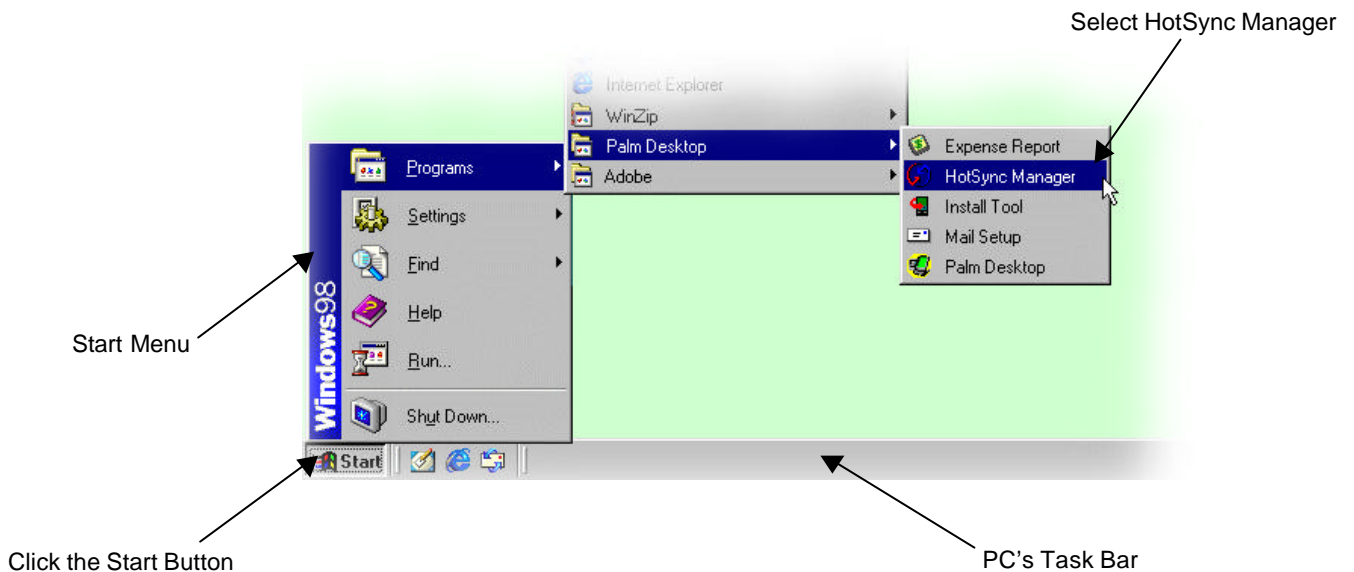 Select HotSync Manager
Internet Explorer
WinZip
Palm Desktop
Adobe
Expense Report
HotSync Manager
Install Tool
Mail Setup
Palm Desktop
Programs
Settings
Find
Help
Run...
Shut Down...
Windows98
Start Menu
Start
Click the Start Button
PC's Task Bar